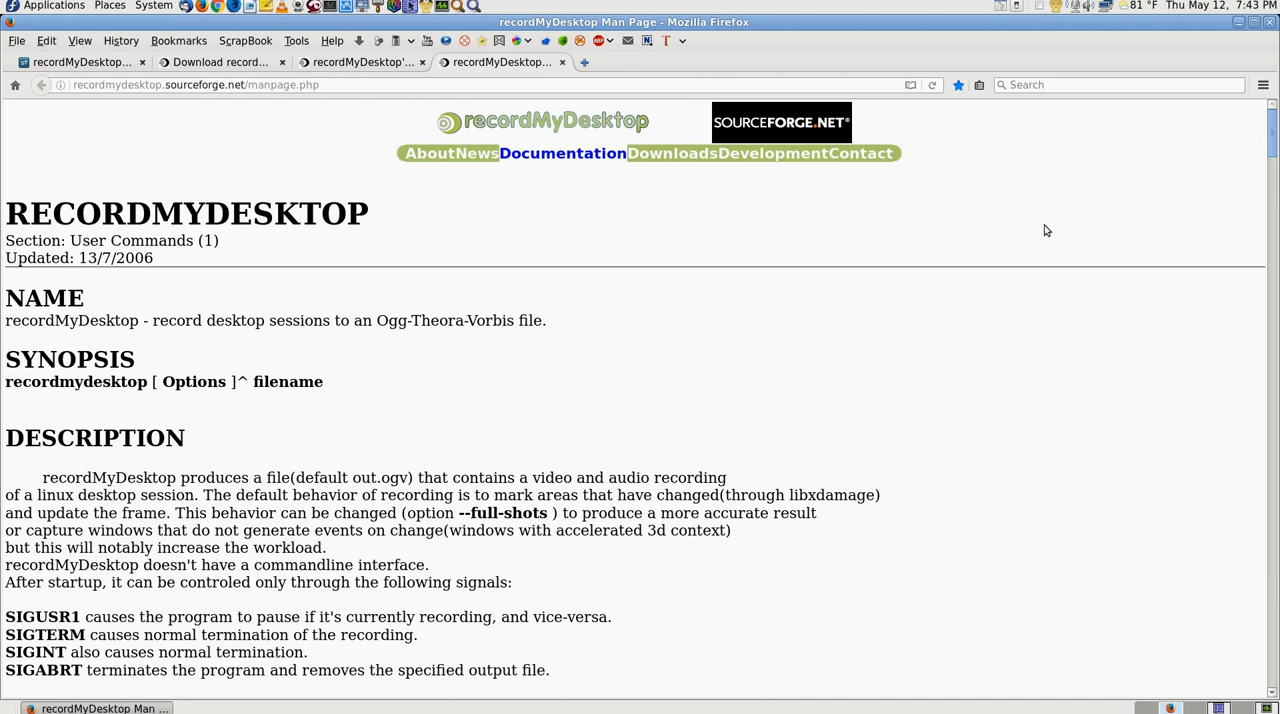 Applications Places System 81 °F Thu May 12, 7:43 PM
recordMyDesktop Man Page - Mozilla Firefox
File Edit View History Bookmarks ScrapBook Tools Help
recordMyDesktop... Download record... recordMyDesktop'... recordMyDesktop...
recordmydesktop.sourceforge.net/manpage.php Search
recordMyDesktop SOURCEFORGE.NET®
AboutNewsDocumentationDownloadsDevelopmentContact
RECORDMYDESKTOP
Section: User Commands (1)
Updated: 13/7/2006
NAME
recordMyDesktop - record desktop sessions to an Ogg-Theora-Vorbis file.
SYNOPSIS
recordmydesktop [ Options ]^ filename
DESCRIPTION
recordMyDesktop produces a file(default out.ogv) that contains a video and audio recording
of a linux desktop session. The default behavior of recording is to mark areas that have changed(through libxdamage)
and update the frame. This behavior can be changed (option --full-shots ) to produce a more accurate result
or capture windows that do not generate events on change(windows with accelerated 3d context)
but this will notably increase the workload.
recordMyDesktop doesn't have a commandline interface.
After startup, it can be controled only through the following signals:
SIGUSR1 causes the program to pause if it's currently recording, and vice-versa.
SIGTERM causes normal termination of the recording.
SIGINT also causes normal termination.
SIGABRT terminates the program and removes the specified output file.
recordMyDesktop Man ...